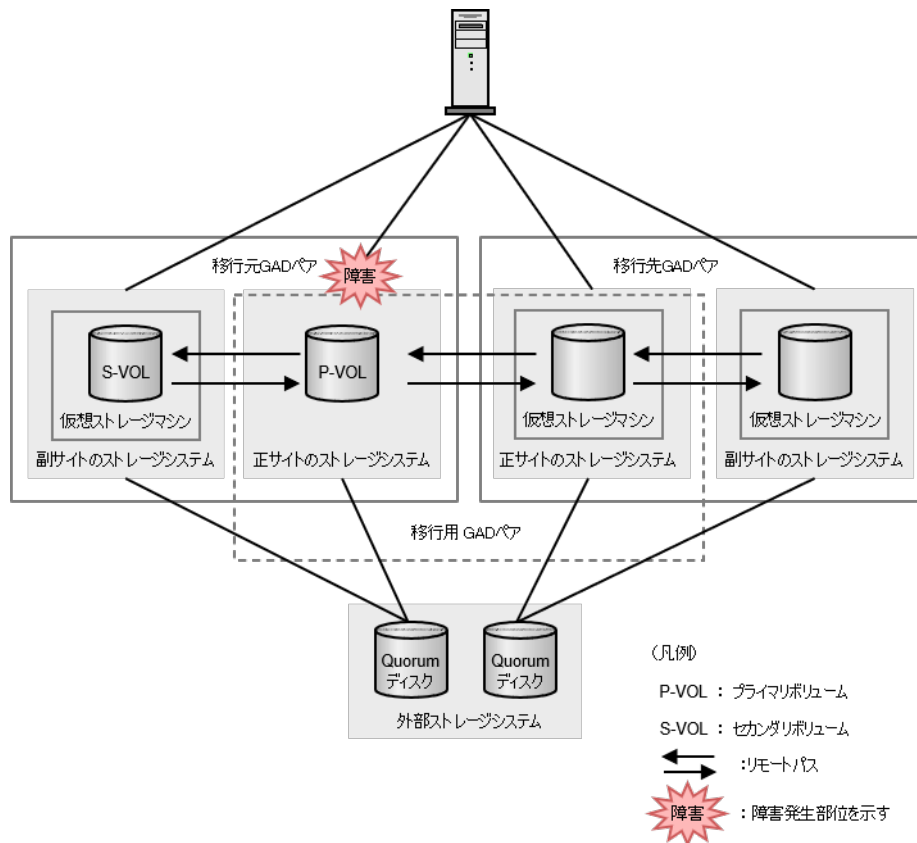 移行元GADペア
障害
移行先GADペア
S-VOL
P-VOL
仮想ストレージマシン
仮想ストレージマシン
仮想ストレージマシン
副サイトのストレージシステム
正サイトのストレージシステム
正サイトのストレージシステム
副サイトのストレージシステム
移行用 GADペア
Quorum
ディスク
Quorum
ディスク
外部ストレージシステム
(凡例)
P-VOL : プライマリボリューム
S-VOL : セカンダリボリューム
:リモートパス
障害 : 障害発生部位を示す